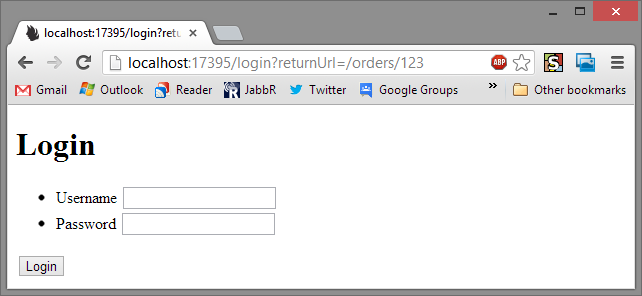 localhost:17395/login?retu
localhost:17395/login?returnUrl=/orders/123
ABP
S
Gmail Outlook Reader JabbR Twitter Google Groups » Other bookmarks
Login
Username
Password
Login